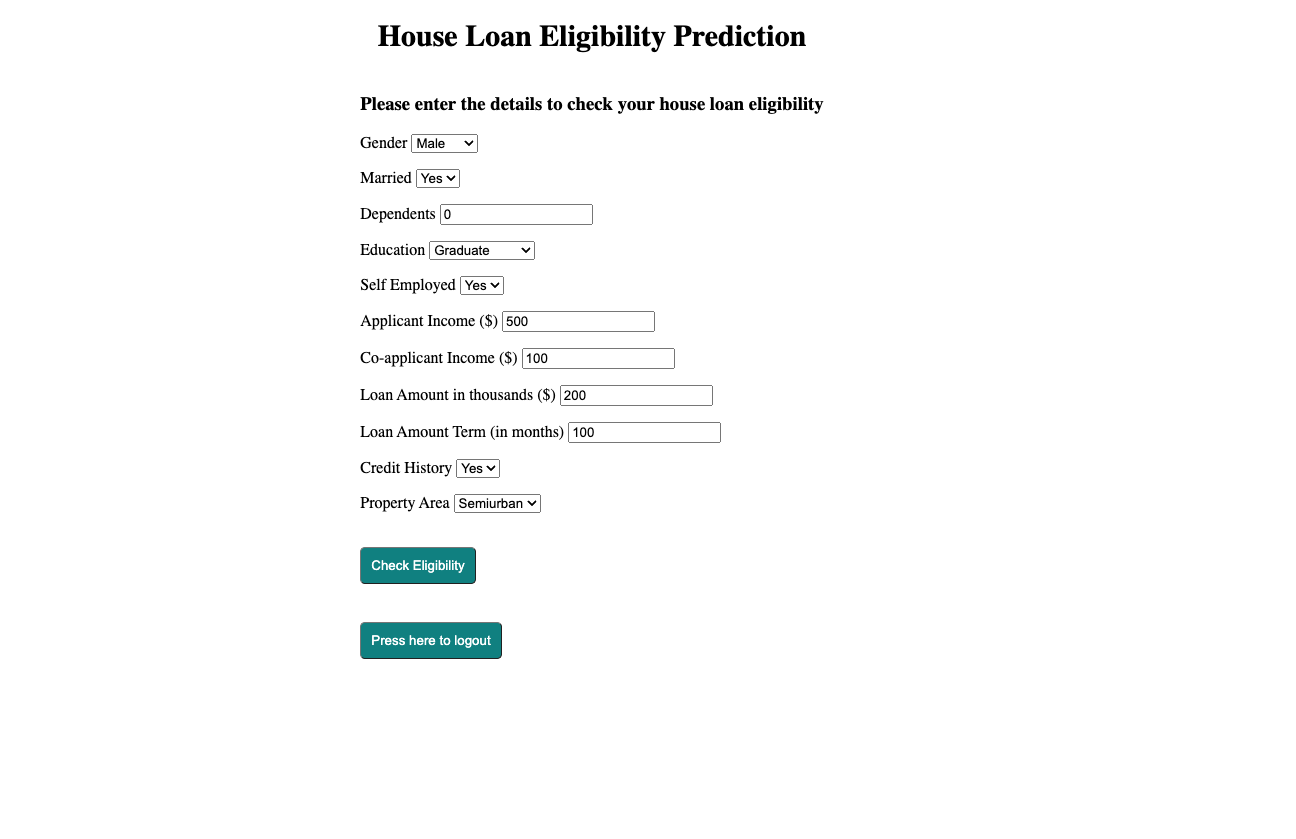 House Loan Eligibility Prediction
Please enter the details to check your house loan eligibility
Gender Male
Married Yes
Dependents 0
Education Graduate
Self Employed Yes
Applicant Income ($) 500
Co-applicant Income ($) 100
Loan Amount in thousands ($) 200
Loan Amount Term (in months) 100
Credit History Yes
Property Area Semiurban
Check Eligibility
Press here to logout